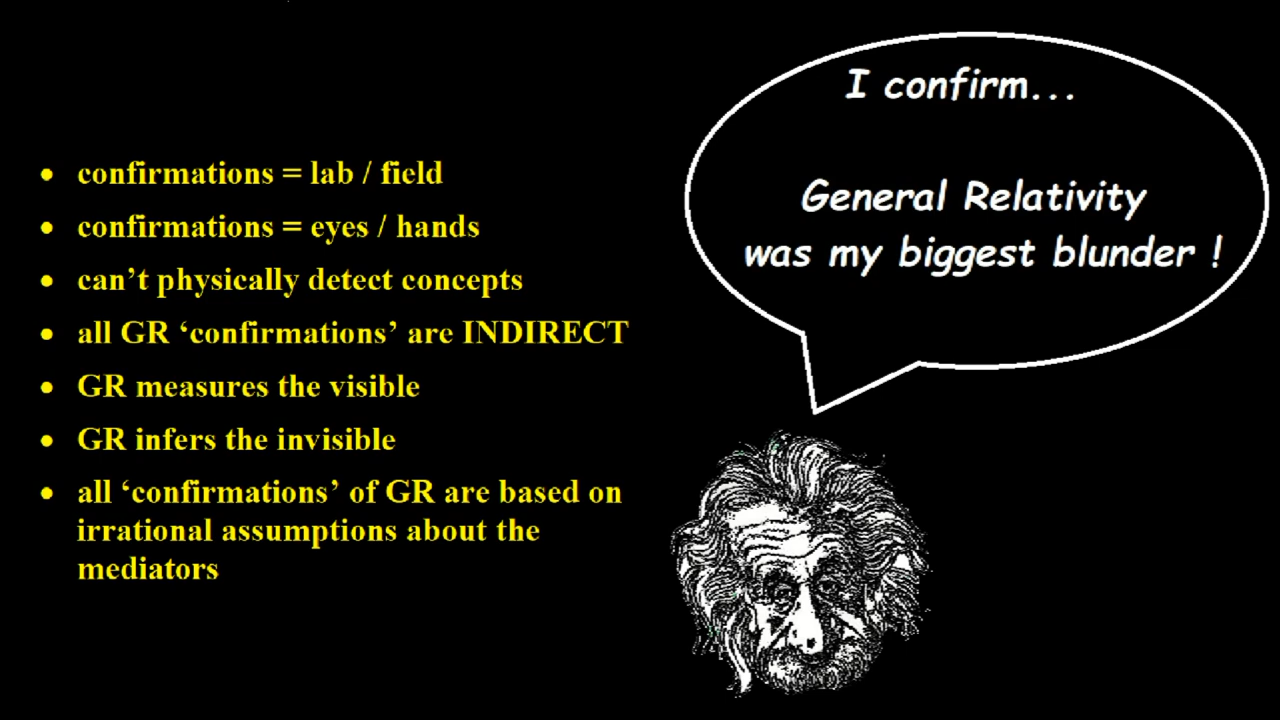 • confirmations = lab / field
• confirmations = eyes / hands
• can’t physically detect concepts
• all GR ‘confirmations’ are INDIRECT
• GR measures the visible
• GR infers the invisible
• all ‘confirmations’ of GR are based on
irrational assumptions about the
mediators
I confirm...
General Relativity
was my biggest blunder !